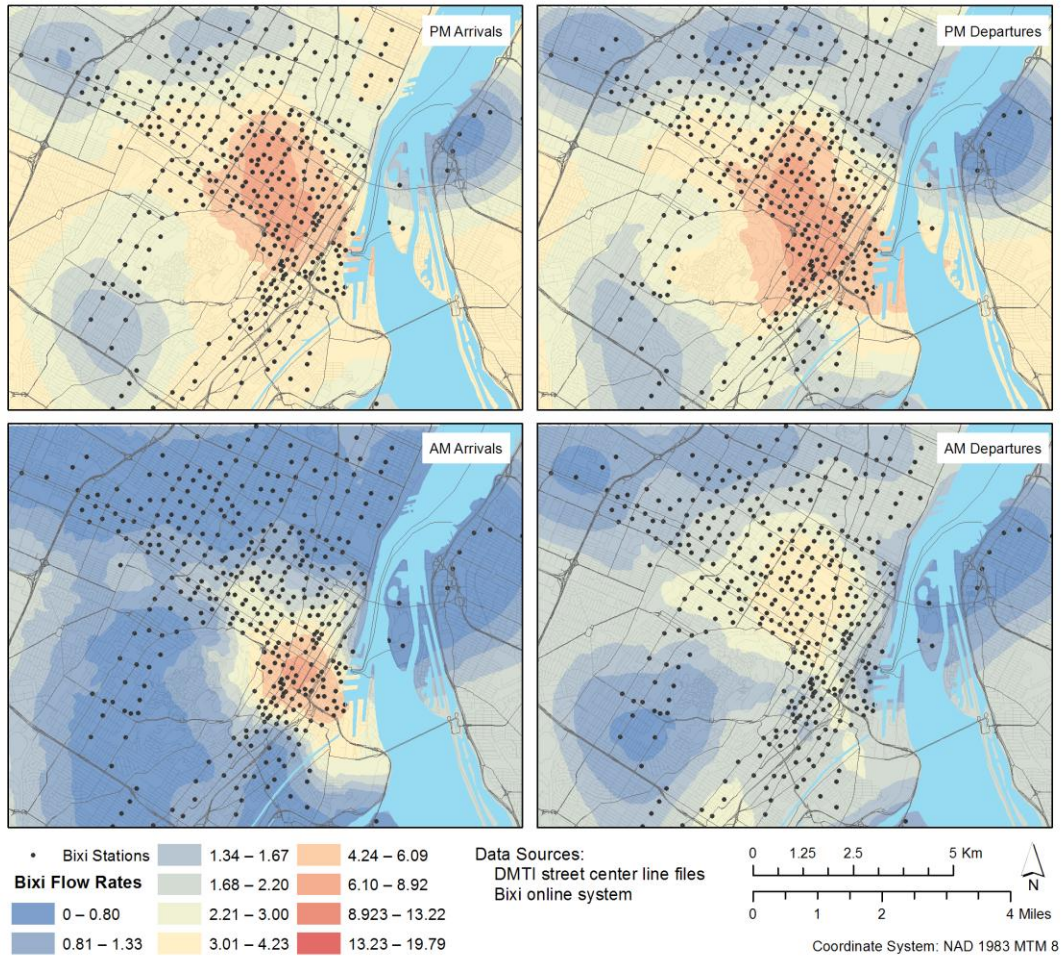 PM Arrivals
PM Departures
AM Arrivals
AM Departures
Bixi Stations
Bixi Flow Rates
0 – 0.80
0.81 – 1.33
1.34 – 1.67
1.68 – 2.20
2.21 – 3.00
3.01 – 4.23
4.24 – 6.09
6.10 – 8.92
8.923 – 13.22
13.23 – 19.79
Data Sources:
DMTI street center line files
Bixi online system
0 1.25 2.5 5 Km
0 1 2 4 Miles
N
Coordinate System: NAD 1983 MTM 8